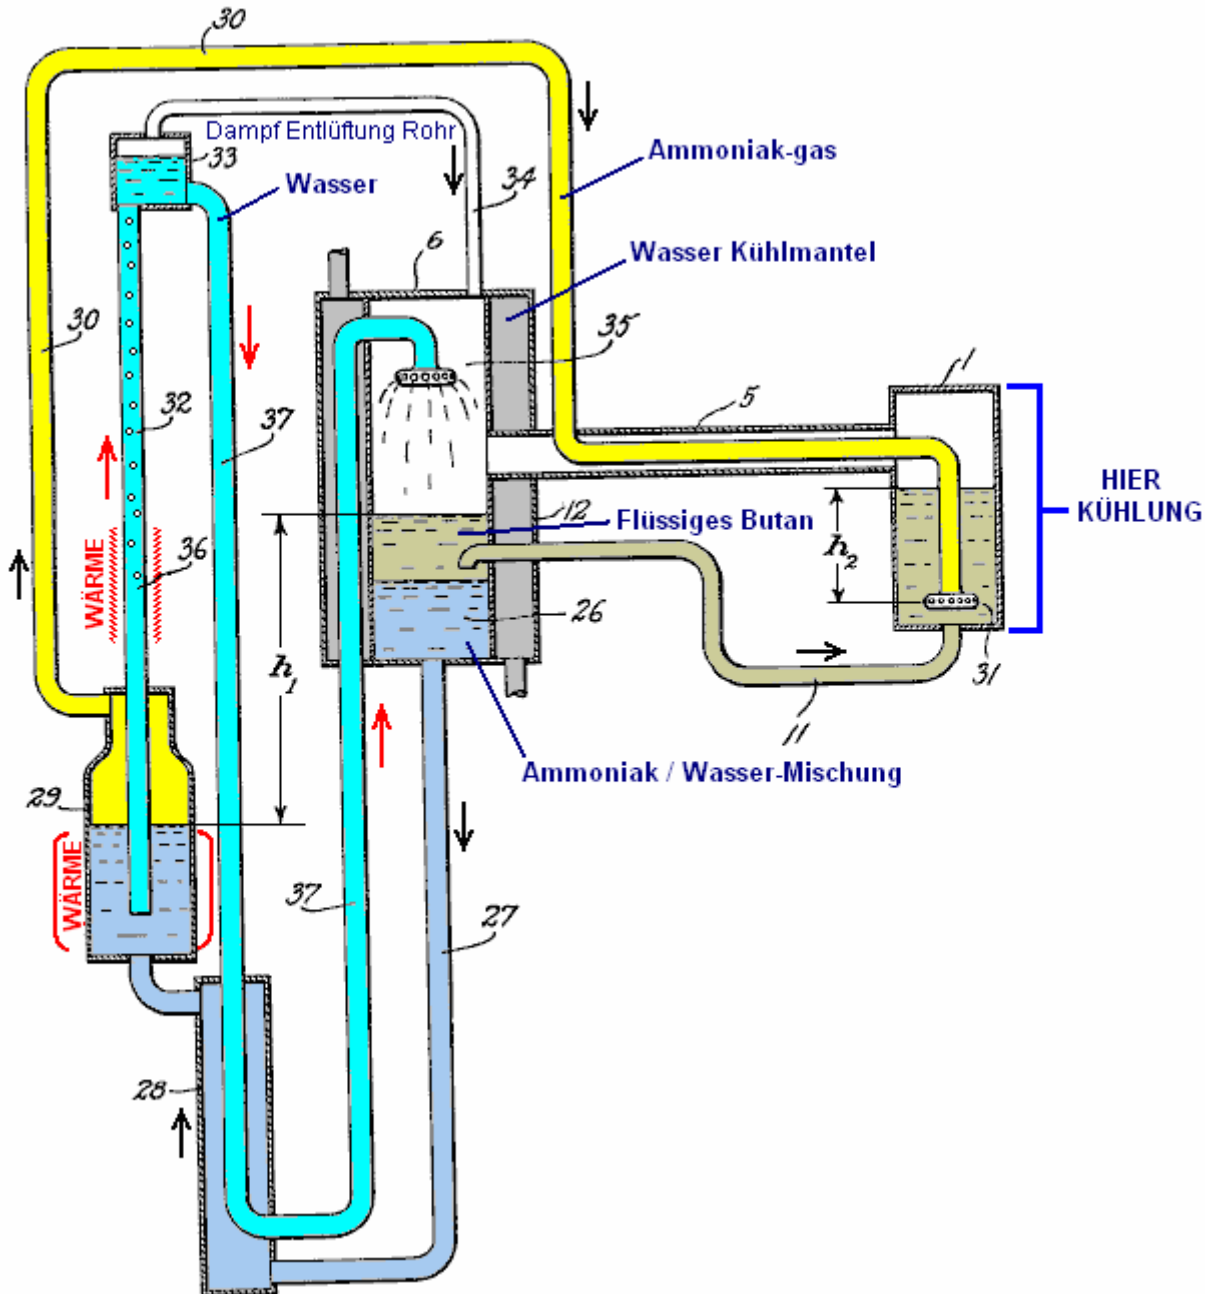 30
Dampf Entlüftung Rohr
33
Ammoniak-gas
Wasser
34
6
Wasser Kühlmantel
30
35
1
5
32
37
HIER
KÜHLUNG
12
Flüssiges Butan
h2
WÄRME
36
26
h1
31
11
Ammoniak / Wasser-Mischung
29
WÄRME
37
27
28